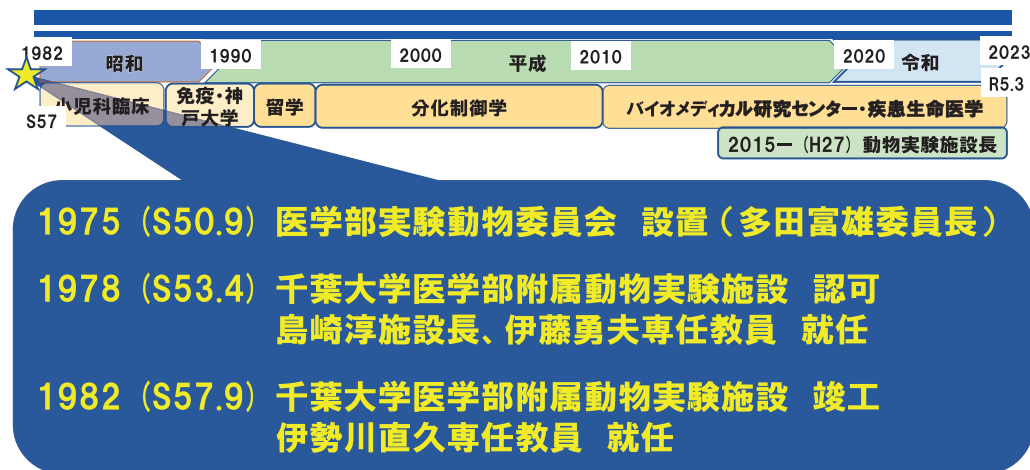 1982
1990
2000
2010
2020
2023
昭和
平成
令和
R5.3
S57
小児科臨床
免疫・神
戸大学
留学
分化制御学
バイオメディカル研究センター・疾患生命医学
2015ー (H27) 動物実験施設長
1975 (S50.9) 医学部実験動物委員会 設置(多田富雄委員長)
1978 (S53.4) 千葉大学医学部附属動物実験施設 認可
島崎淳施設長、伊藤勇夫専任教員 就任
1982 (S57.9) 千葉大学医学部附属動物実験施設 竣工
伊勢川直久専任教員 就任